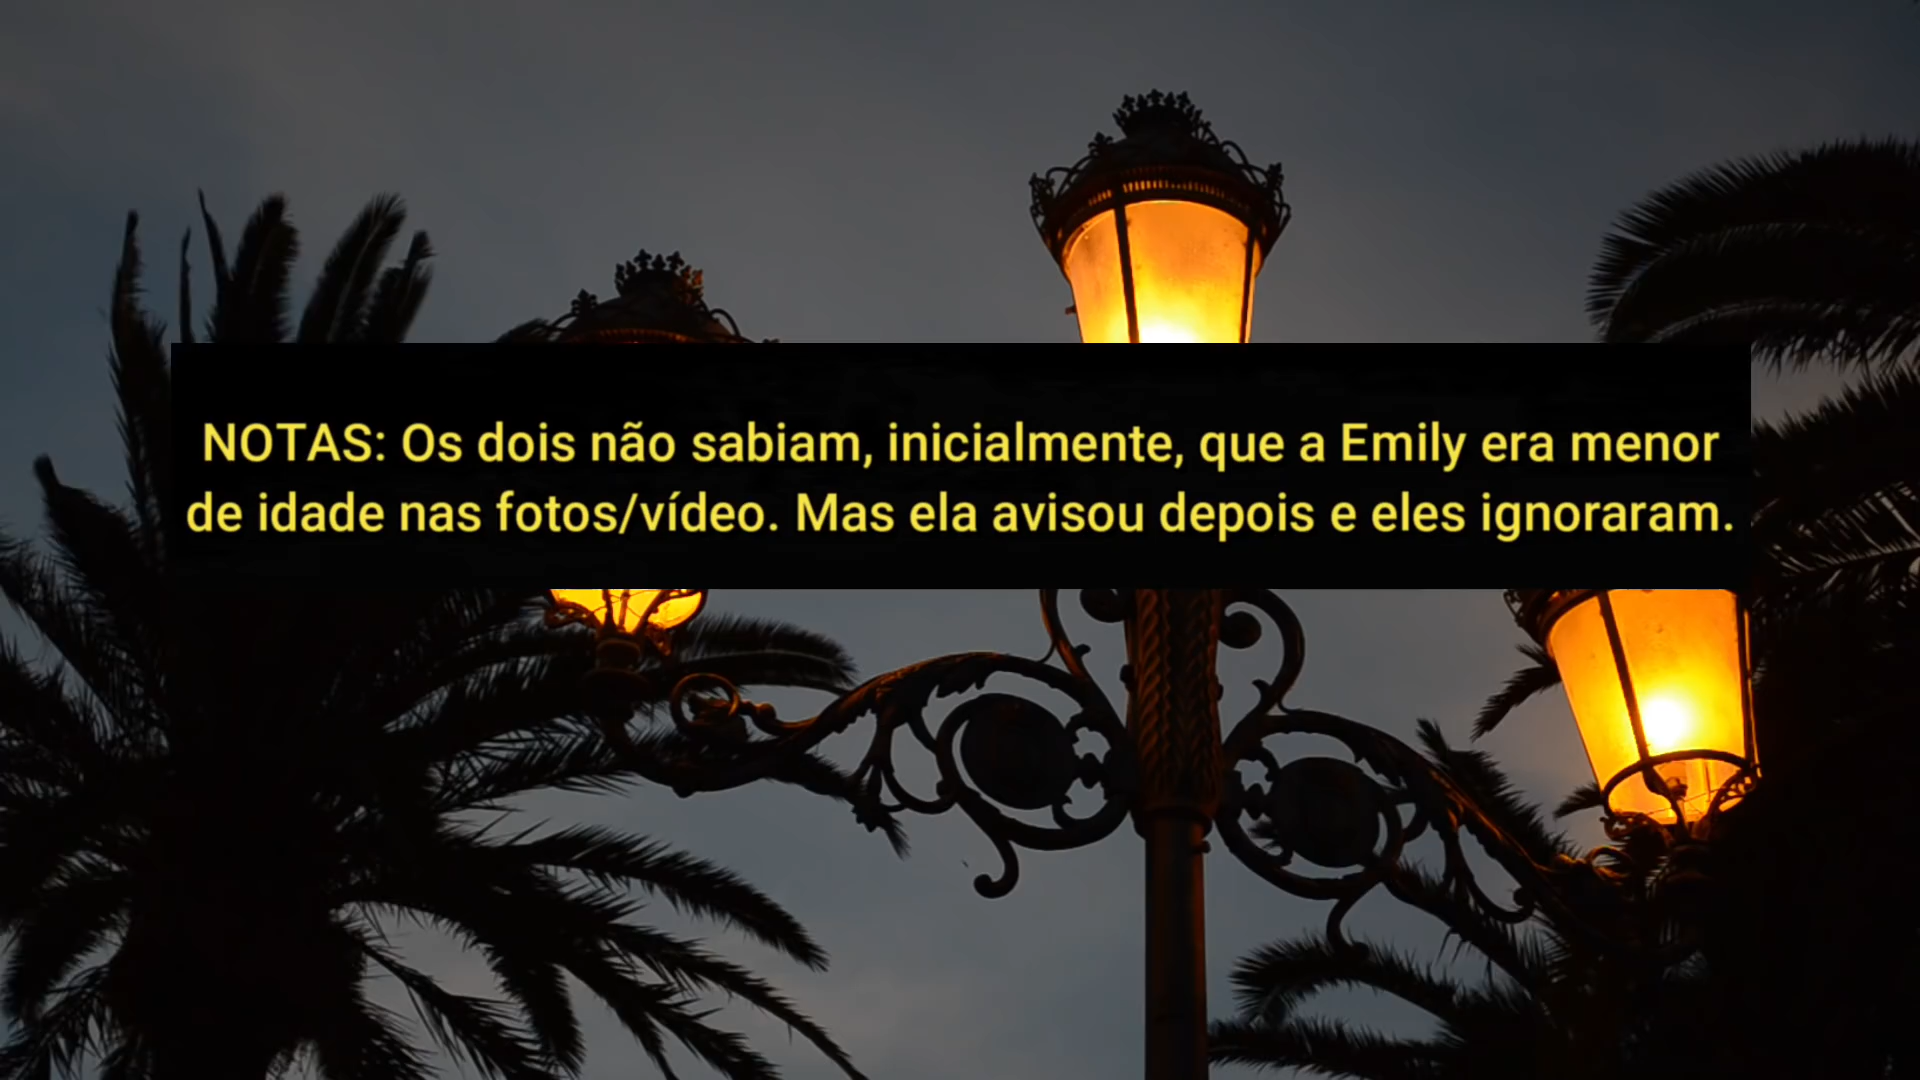 NOTAS: Os dois não sabiam, inicialmente, que a Emily era menor
de idade nas fotos/vídeo. Mas ela avisou depois e eles ignoraram.